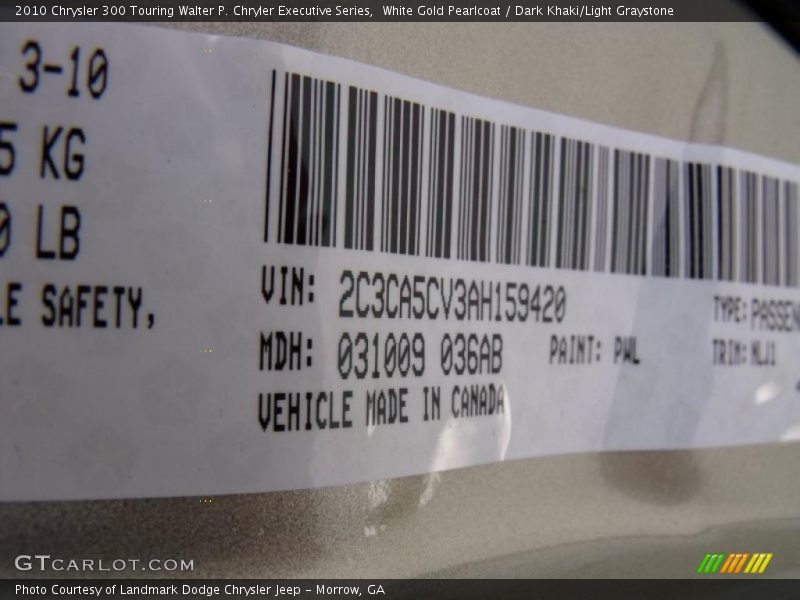 2010 Chrysler 300 Touring Walter P. Chryler Executive Series, White Gold Pearlcoat / Dark Khaki/Light Graystone
3-10
5 KG
0 LB
LE SAFETY,
VIN: 2C3CA5CV3AH159420
TYPE: PASSEN
MDH: 031009 036AB
PAINT: PWL
TRIM: MLJ1
VEHICLE MADE IN CANADA
GTCARLOT.COM
Photo Courtesy of Landmark Dodge Chrysler Jeep - Morrow, GA